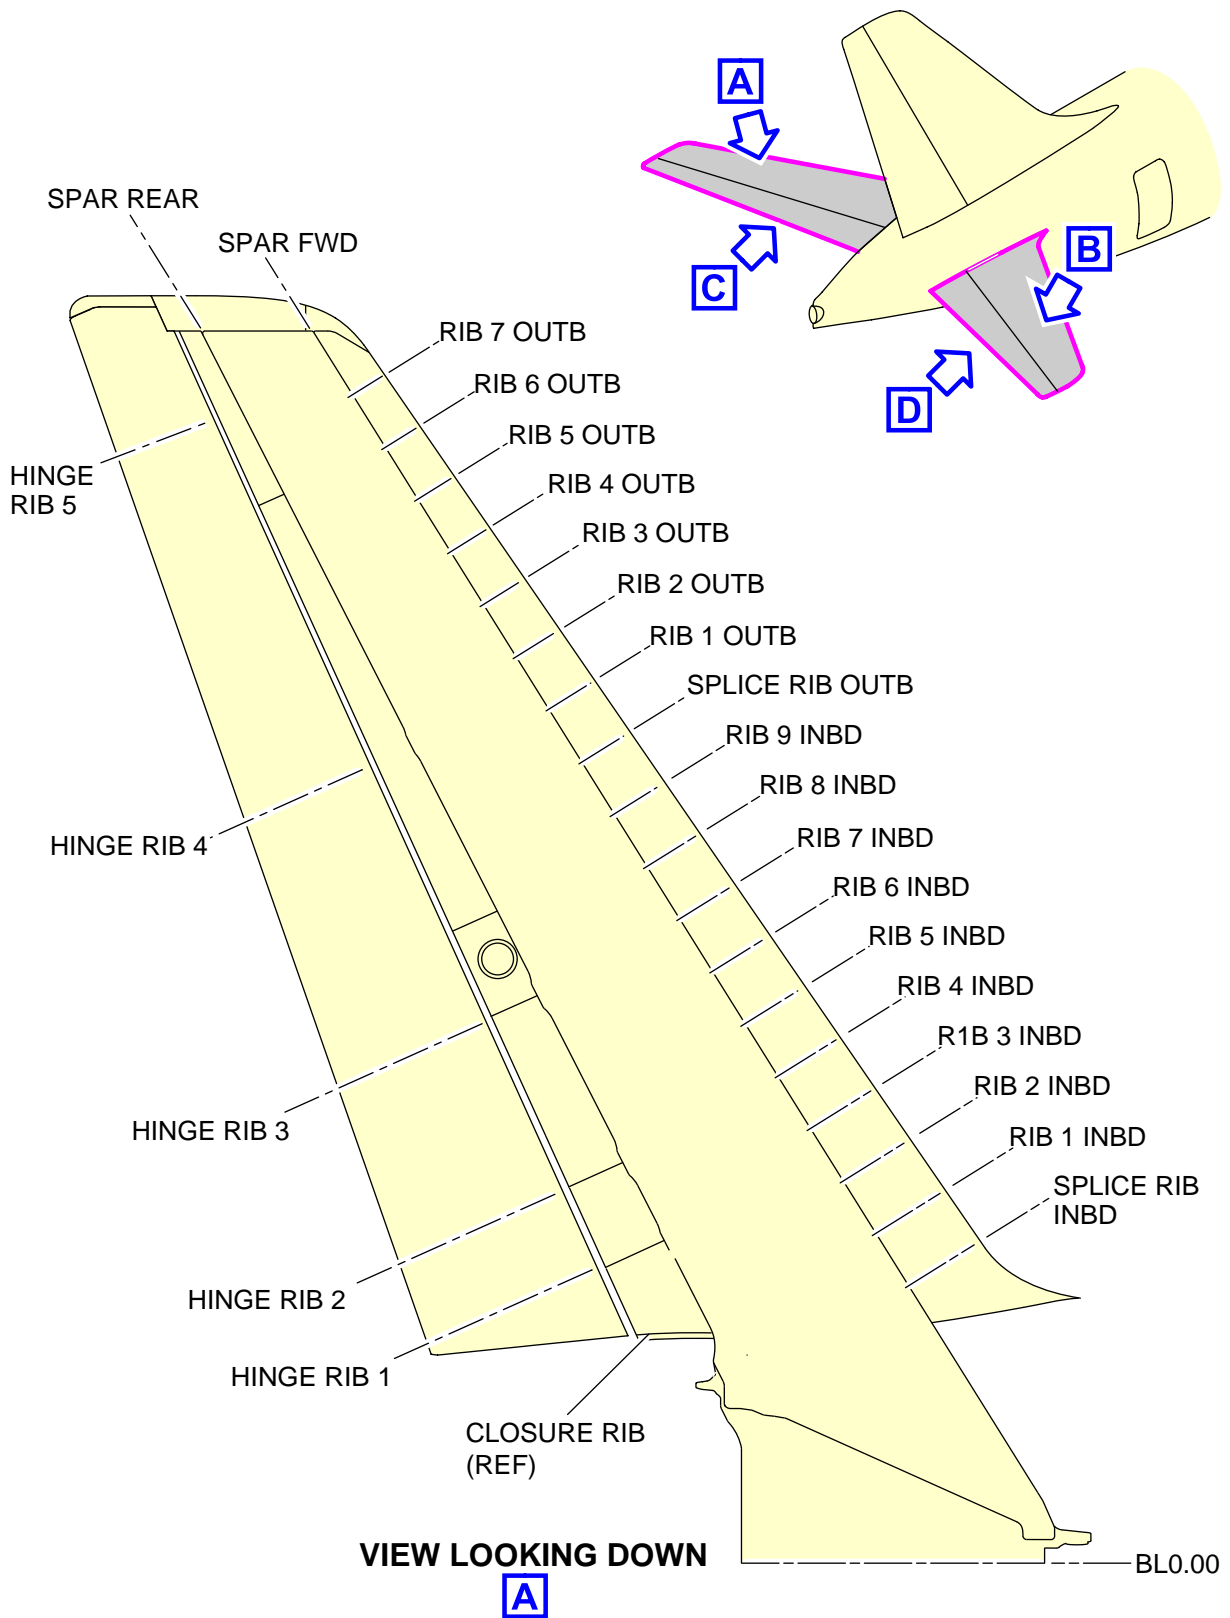 A
B
C
D
SPAR REAR
SPAR FWD
RIB 7 OUTB
RIB 6 OUTB
RIB 5 OUTB
HINGE
RIB 5
RIB 4 OUTB
RIB 3 OUTB
RIB 2 OUTB
RIB 1 OUTB
SPLICE RIB OUTB
RIB 9 INBD
RIB 8 INBD
HINGE RIB 4
RIB 7 INBD
RIB 6 INBD
RIB 5 INBD
RIB 4 INBD
R1B 3 INBD
RIB 2 INBD
HINGE RIB 3
RIB 1 INBD
SPLICE RIB
INBD
HINGE RIB 2
HINGE RIB 1
CLOSURE RIB
(REF)
VIEW LOOKING DOWN
A
BL0.00